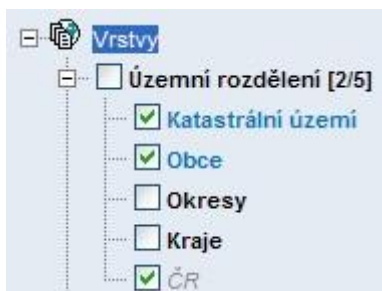 Vrstvy
Územní rozdělení [2/5]
Katastrální území
Obce
Okresy
Kraje
ČR